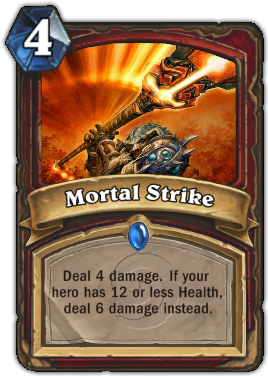 4
Mortal Strike
Deal 4 damage. If your
hero has 12 or less Health,
deal 6 damage instead.